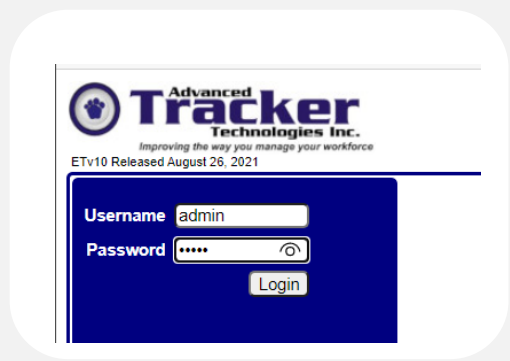 Advanced
Tracker
Technologies Inc.
Improving the way you manage your workforce
ETv10 Released August 26, 2021
Username admin
Password •••••
Login